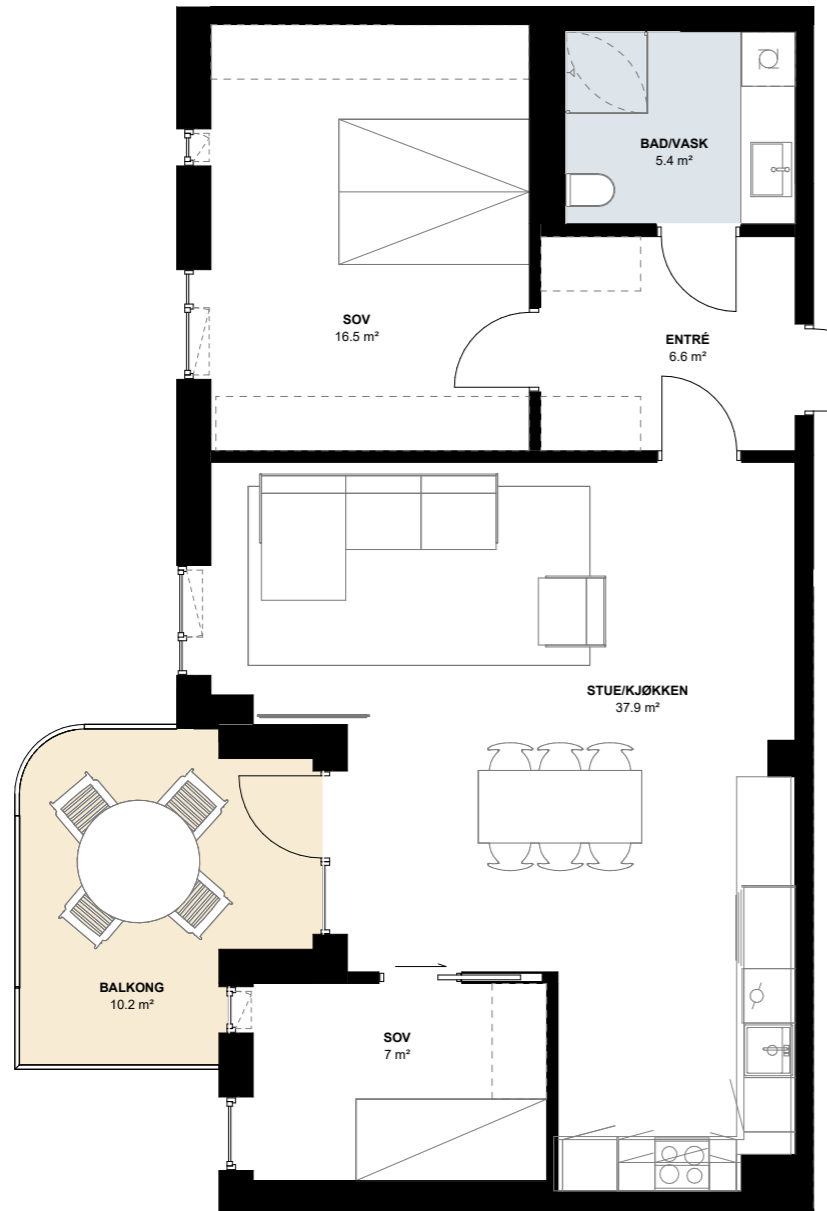 BAD/VASK
5.4 m²
SOV
16.5 m²
ENTRÉ
6.6 m²
STUE/KJØKKEN
37.9 m²
BALKONG
10.2 m²
SOV
7 m²